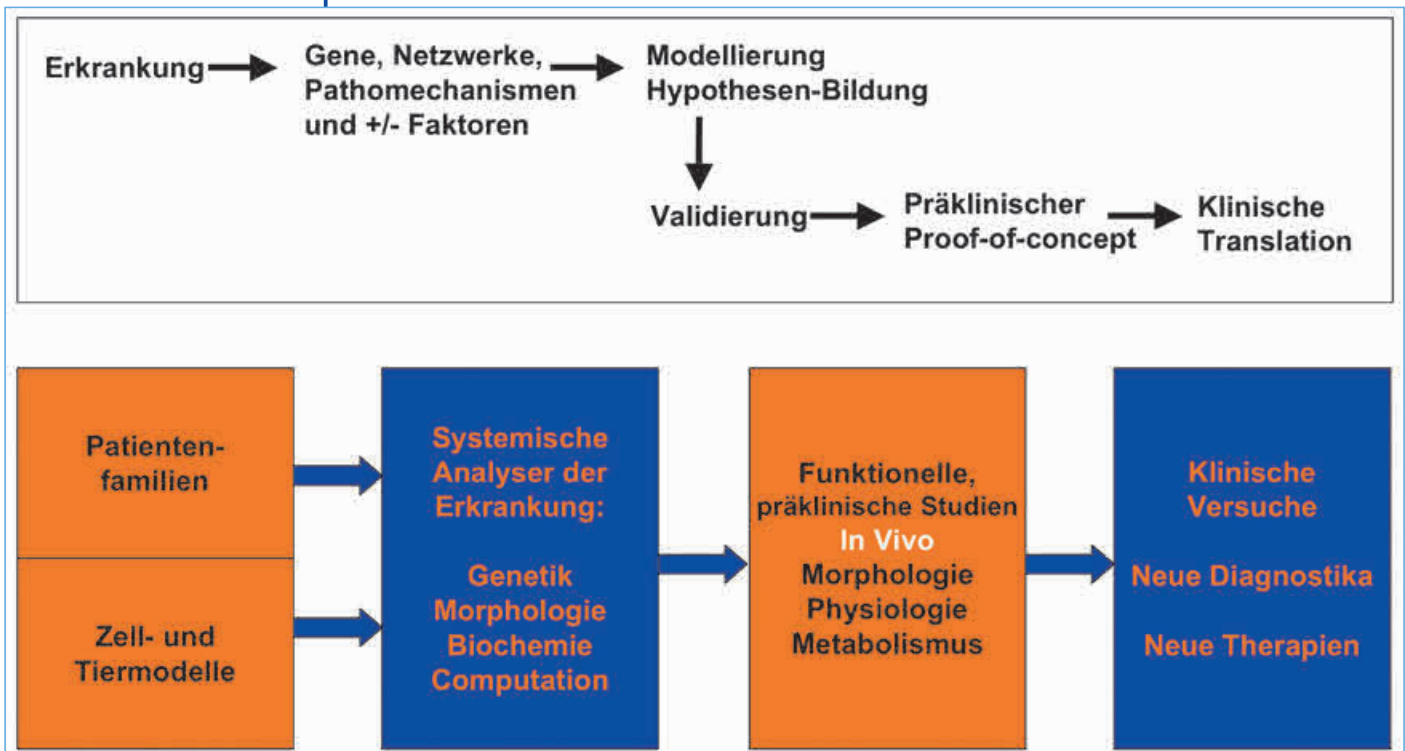 Erkrankung
Gene, Netzwerke,
Pathomechanismen
und +/- Faktoren
Modellierung
Hypothesen-Bildung
Validierung
Präklinischer
Proof-of-concept
Klinische
Translation
Patienten-
familien
Zell- und
Tiermodelle
Systemische
Analyser der
Erkrankung:
Genetik
Morphologie
Biochemie
Computation
Funktionelle,
präklinische Studien
In Vivo
Morphologie
Physiologie
Metabolismus
Klinische
Versuche
Neue Diagnostika
Neue Therapien